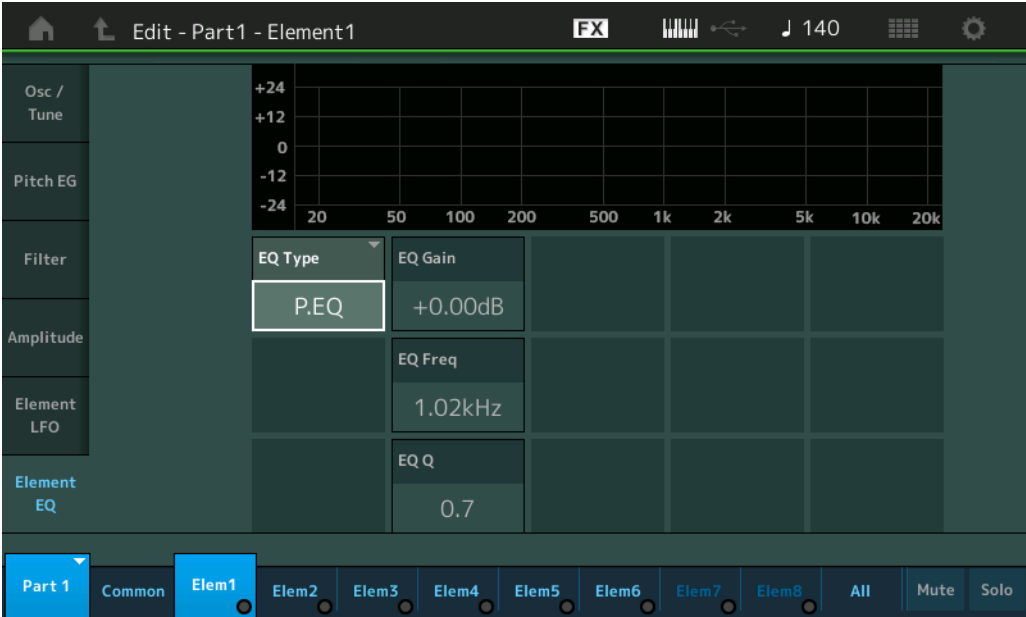 Edit - Part1 - Element1
FX
♩ 140
Osc /
Tune
Pitch EG
Filter
Amplitude
Element
LFO
Element
EQ
+24
+12
0
-12
-24
20 50 100 200 500 1k 2k 5k 10k 20k
EQ Type
P.EQ
EQ Gain
+0.00dB
EQ Freq
1.02kHz
EQ Q
0.7
Part 1 Common Elem1 Elem2 Elem3 Elem4 Elem5 Elem6 Elem7 Elem8 All Mute Solo